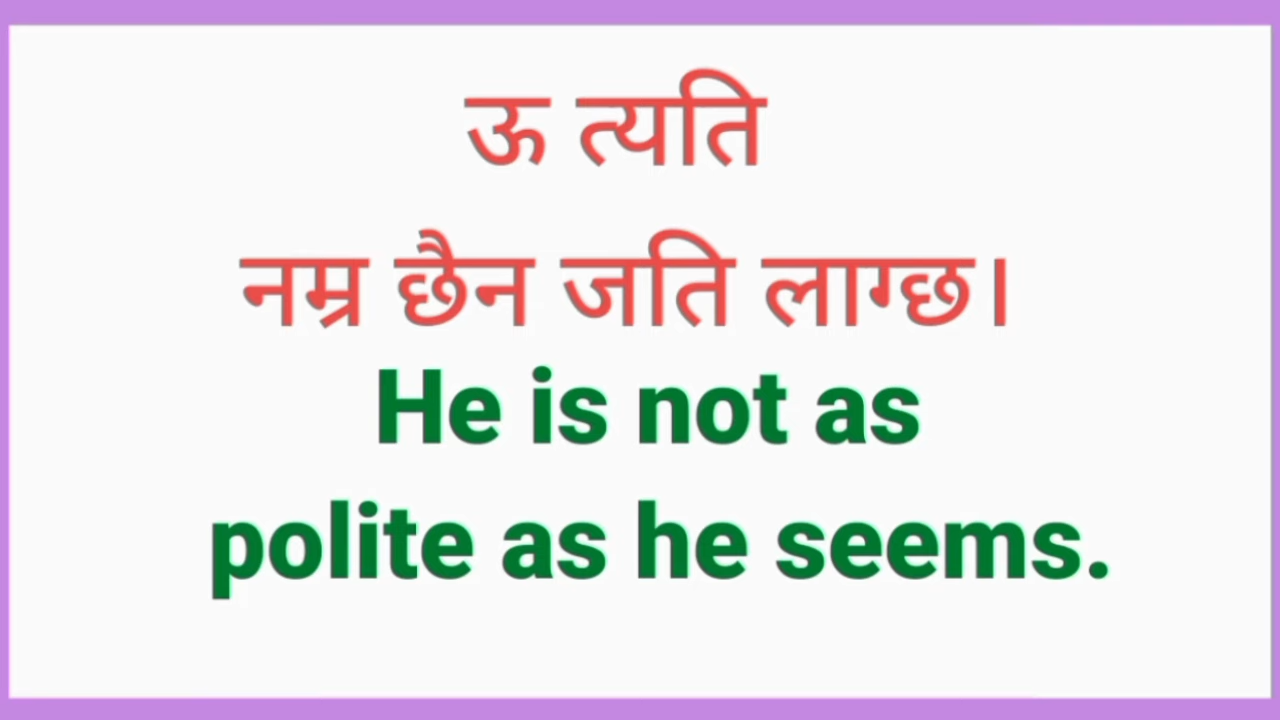 ऊ त्यति
नम्र छैन जति लाग्छ।
He is not as
polite as he seems.